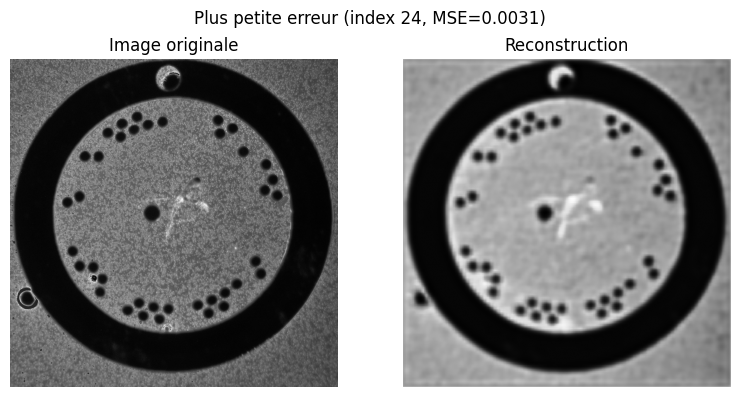 Plus petite erreur (index 24, MSE=0.0031)
Image originale
Reconstruction